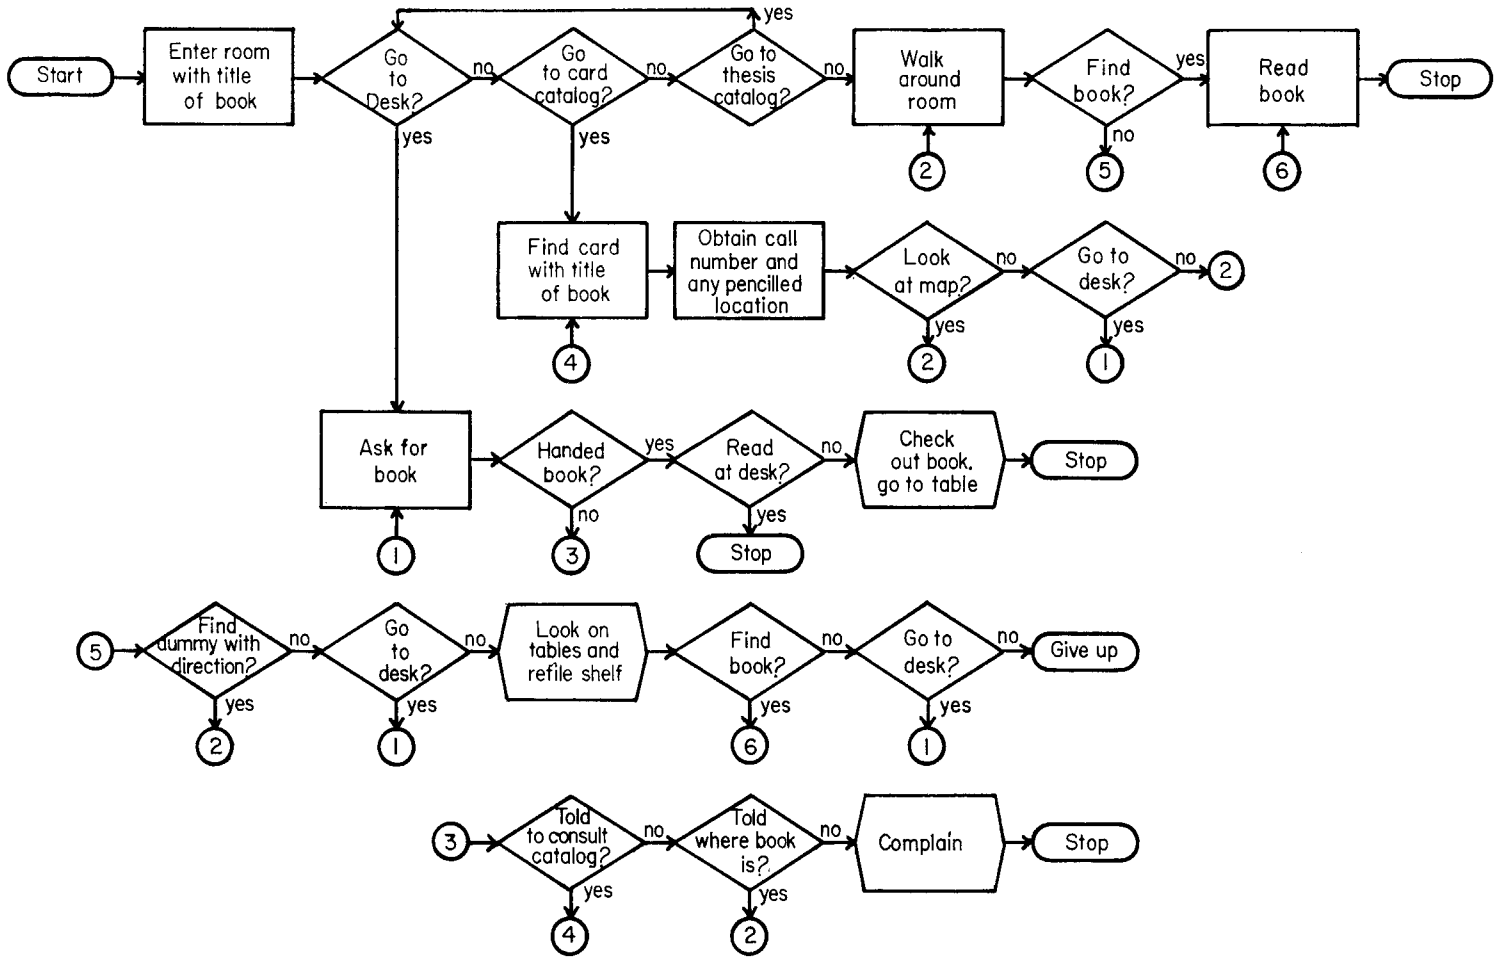 yes
Start
Enter room
with title
of book
Go
to
Desk?
no
Go
to card
catalog?
no
Go to
thesis
catalog?
no
Walk
around
room
Find
book?
yes
Read
book
Stop
yes
yes
no
2
5
6
Find card
with title
of book
Obtain call
number and
any pencilled
location
Look
at map?
no
Go to
desk?
no
2
yes
yes
4
2
1
Ask for
book
Handed
book?
yes
Read
at desk?
no
Check
out book.
go to table
Stop
no
yes
1
3
Stop
5
Find
dummy with
direction?
no
Go
to
desk?
no
Look on
tables and
refile shelf
Find
book?
no
Go to
desk?
no
Give up
yes
yes
yes
yes
2
1
6
1
3
Told
to consult
catalog?
no
Told
where book
is?
no
Complain
Stop
yes
yes
4
2